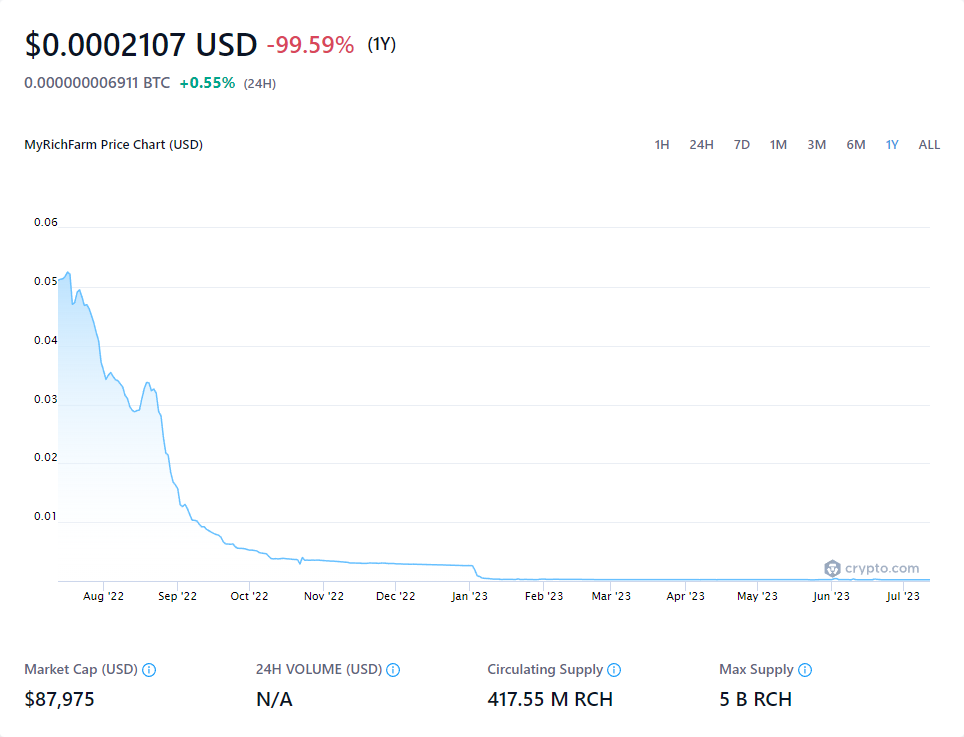 $0.0002107 USD -99.59% (1Y)
0.000000006911 BTC +0.55% (24H)
MyRichFarm Price Chart (USD) 1H 24H 7D 1M 3M 6M 1Y ALL
0.06
0.05
0.04
0.03
0.02
0.01
crypto.com
Aug '22 Sep '22 Oct '22 Nov '22 Dec '22 Jan '23 Feb '23 Mar '23 Apr '23 May '23 Jun '23 Jul '23
Market Cap (USD) 24H VOLUME (USD) Circulating Supply Max Supply
$87,975 N/A 417.55 M RCH 5 B RCH